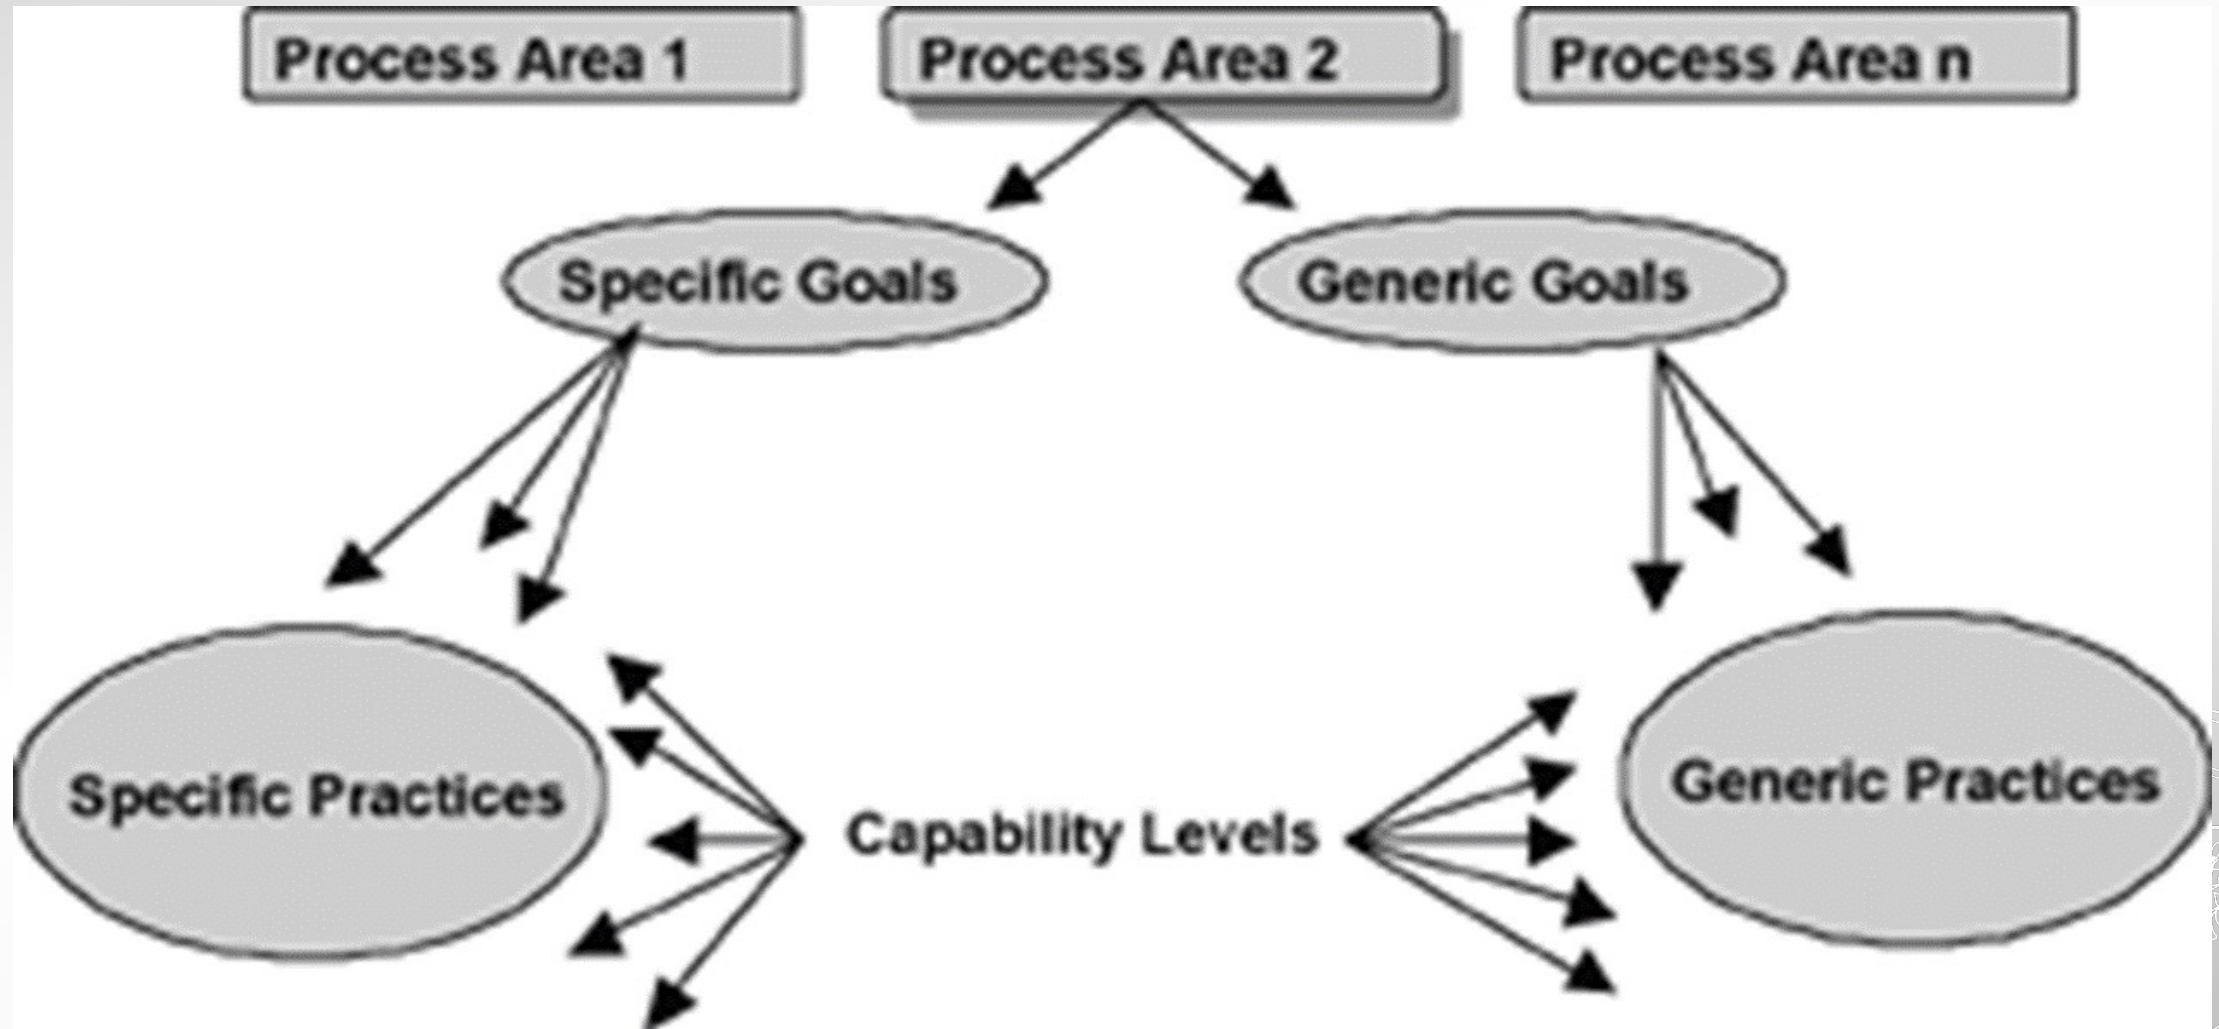 Process Area 1
Process Area 2
Process Area n
Specific Goals
Generic Goals
Specific Practices
Capability Levels
Generic Practices